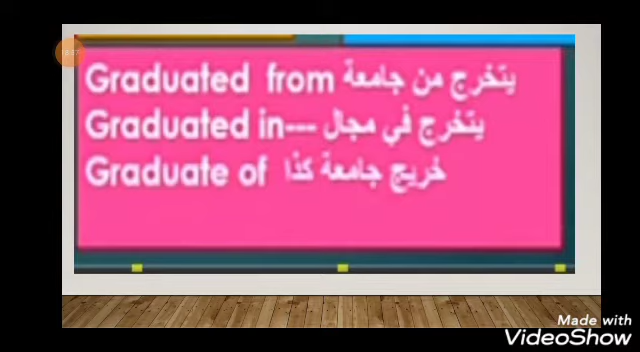 Graduated from يتخرج من جامعة
Graduated in--- يتخرج في مجال
Graduate of خريج جامعة كذا
Made with
VideoShow